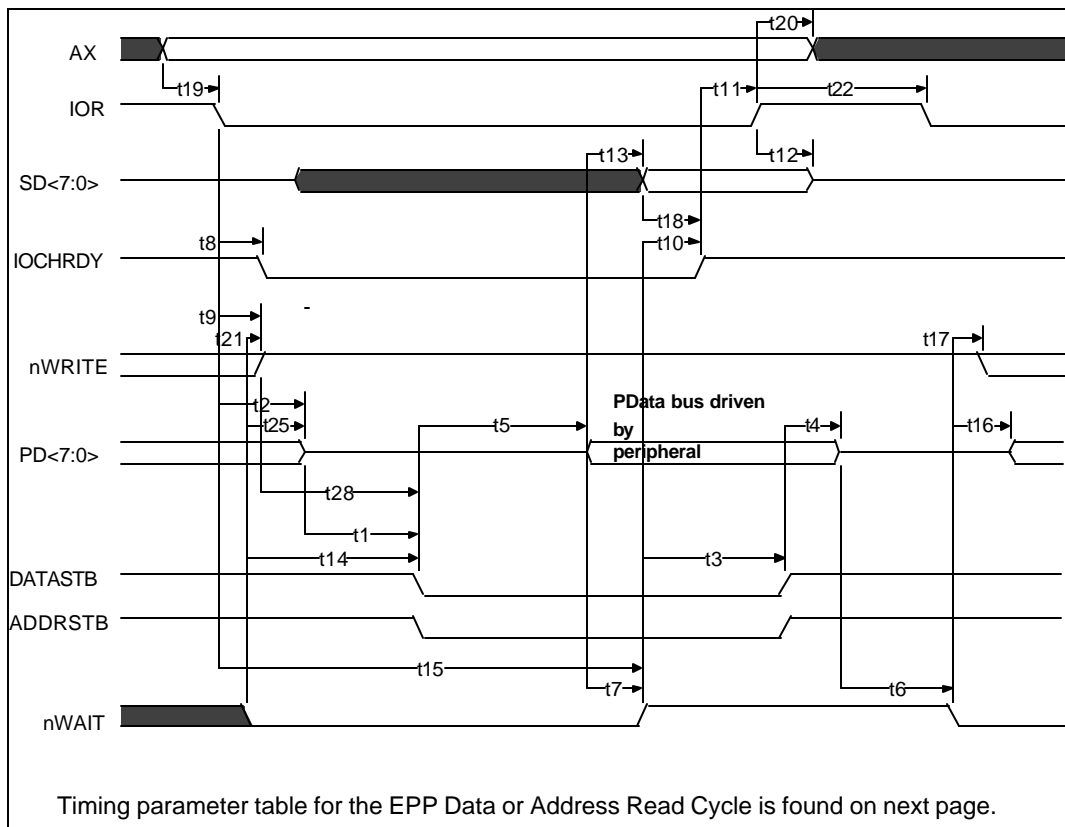 t20
AX
t19
t11
t22
IOR
t13
t12
SD<7:0>
t18
t8
t10
IOCHRDY
t9
-
t21
t17
nWRITE
t2
PData bus driven
t25
t5
by
t4
t16
PD<7:0>
peripheral
t28
t1
t14
t3
DATASTB
ADDRSTB
t15
t7
t6
nWAIT
Timing parameter table for the EPP Data or Address Read Cycle is found on next page.